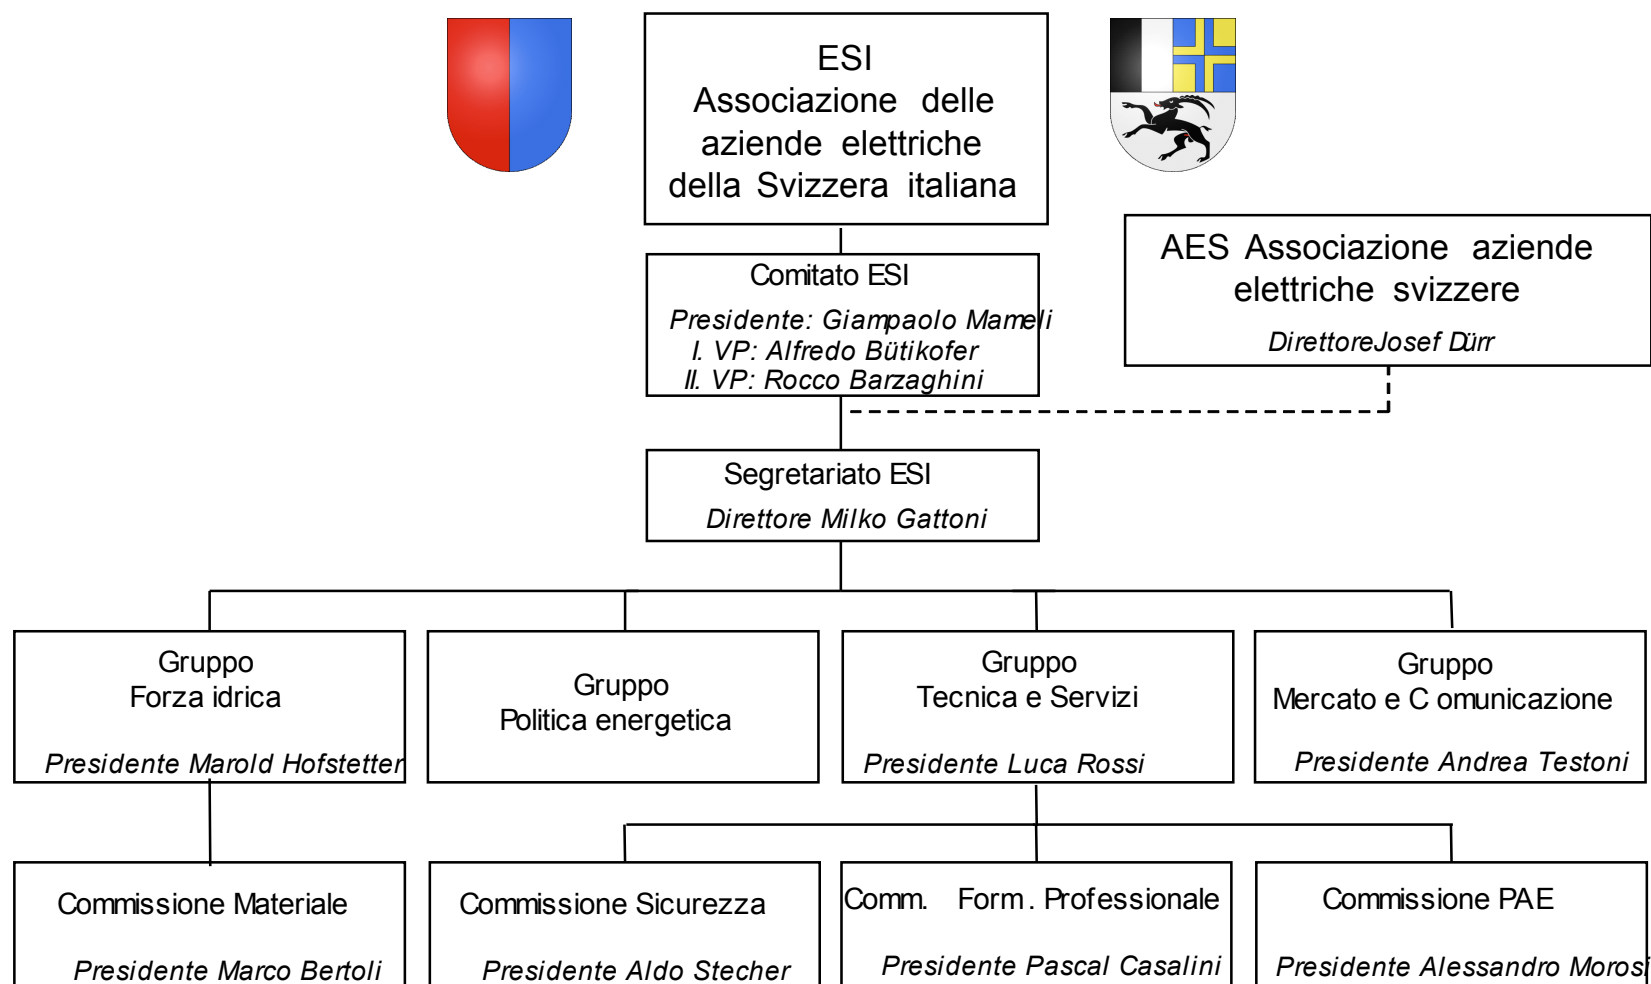 ESI
Associazione delle
aziende elettriche
della Svizzera italiana
AES Associazione aziende
elettriche svizzere
Direttore Josef Dürr
Comitato ESI
Presidente: Giampaolo Mameli
I. VP: Alfredo Bütikofer
II. VP: Rocco Barzaghini
Segretariato ESI
Direttore Milko Gattoni
Gruppo
Forza idrica
Presidente Marold Hofstetter
Gruppo
Politica energetica
Gruppo
Tecnica e Servizi
Presidente Luca Rossi
Gruppo
Mercato e Comunicazione
Presidente Andrea Testoni
Commissione Materiale
Presidente Marco Bertoli
Commissione Sicurezza
Presidente Aldo Stecher
Comm. Form. Professionale
Presidente Pascal Casalini
Commissione PAE
Presidente Alessandro Morosi